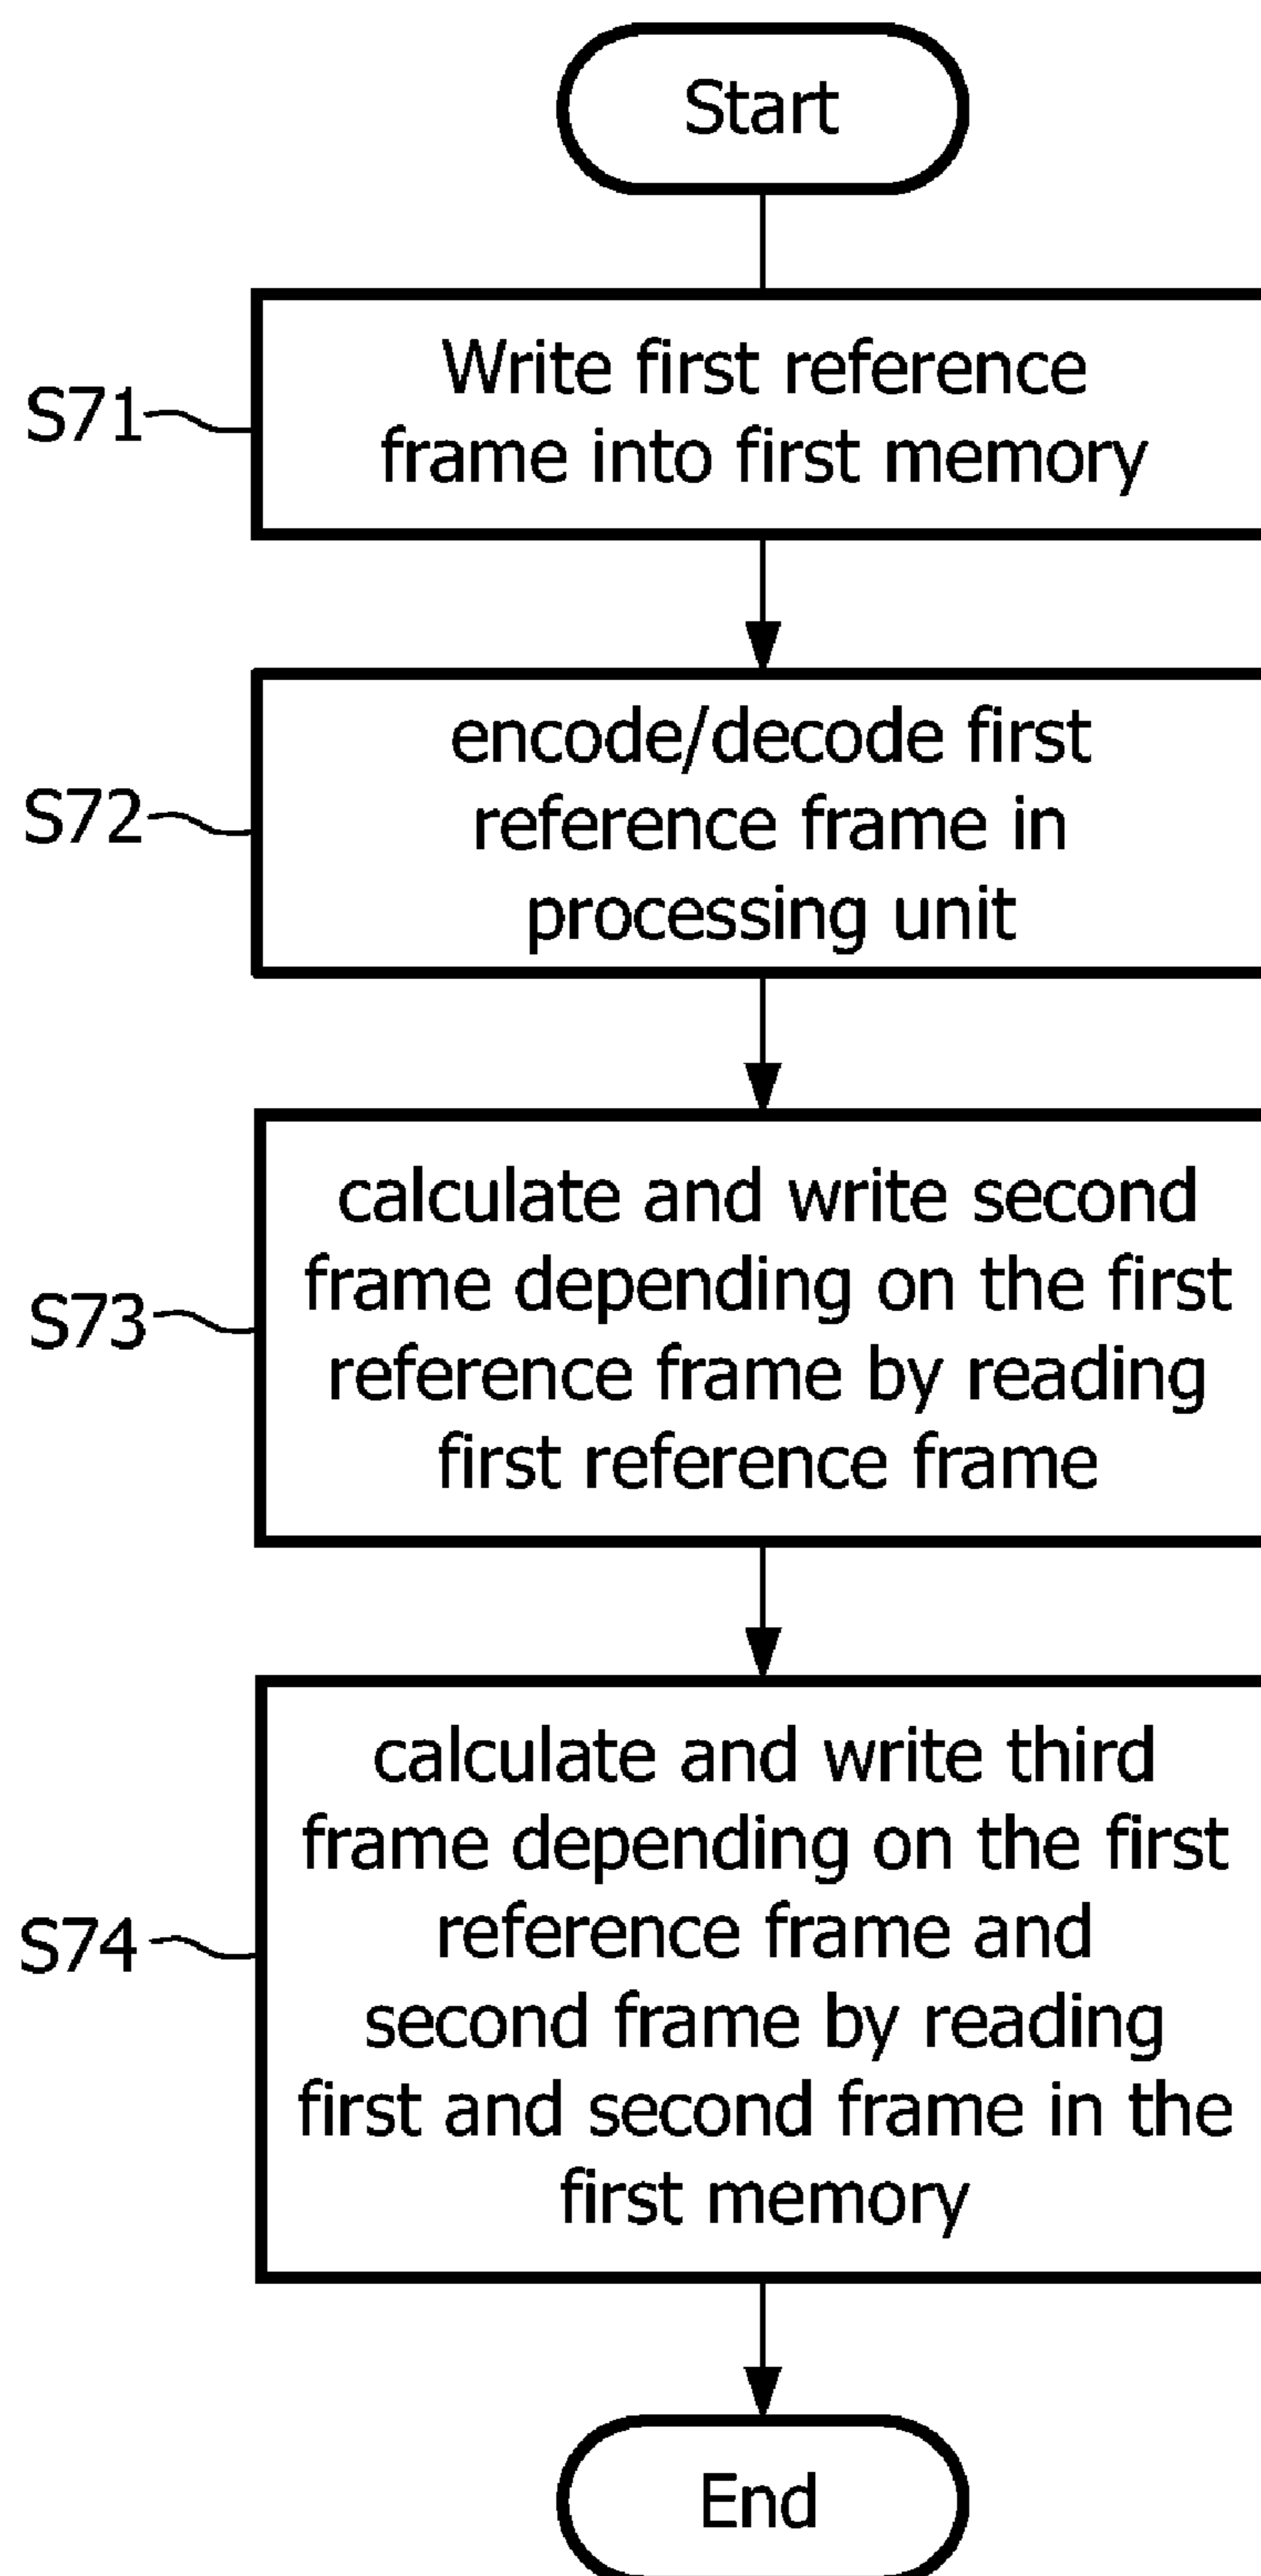 Start
S71
Write first reference
frame into first memory
S72
encode/decode first
reference frame in
processing unit
S73
calculate and write second
frame depending on the first
reference frame by reading
first reference frame
S74
calculate and write third
frame depending on the first
reference frame and
second frame by reading
first and second frame in the
first memory
End